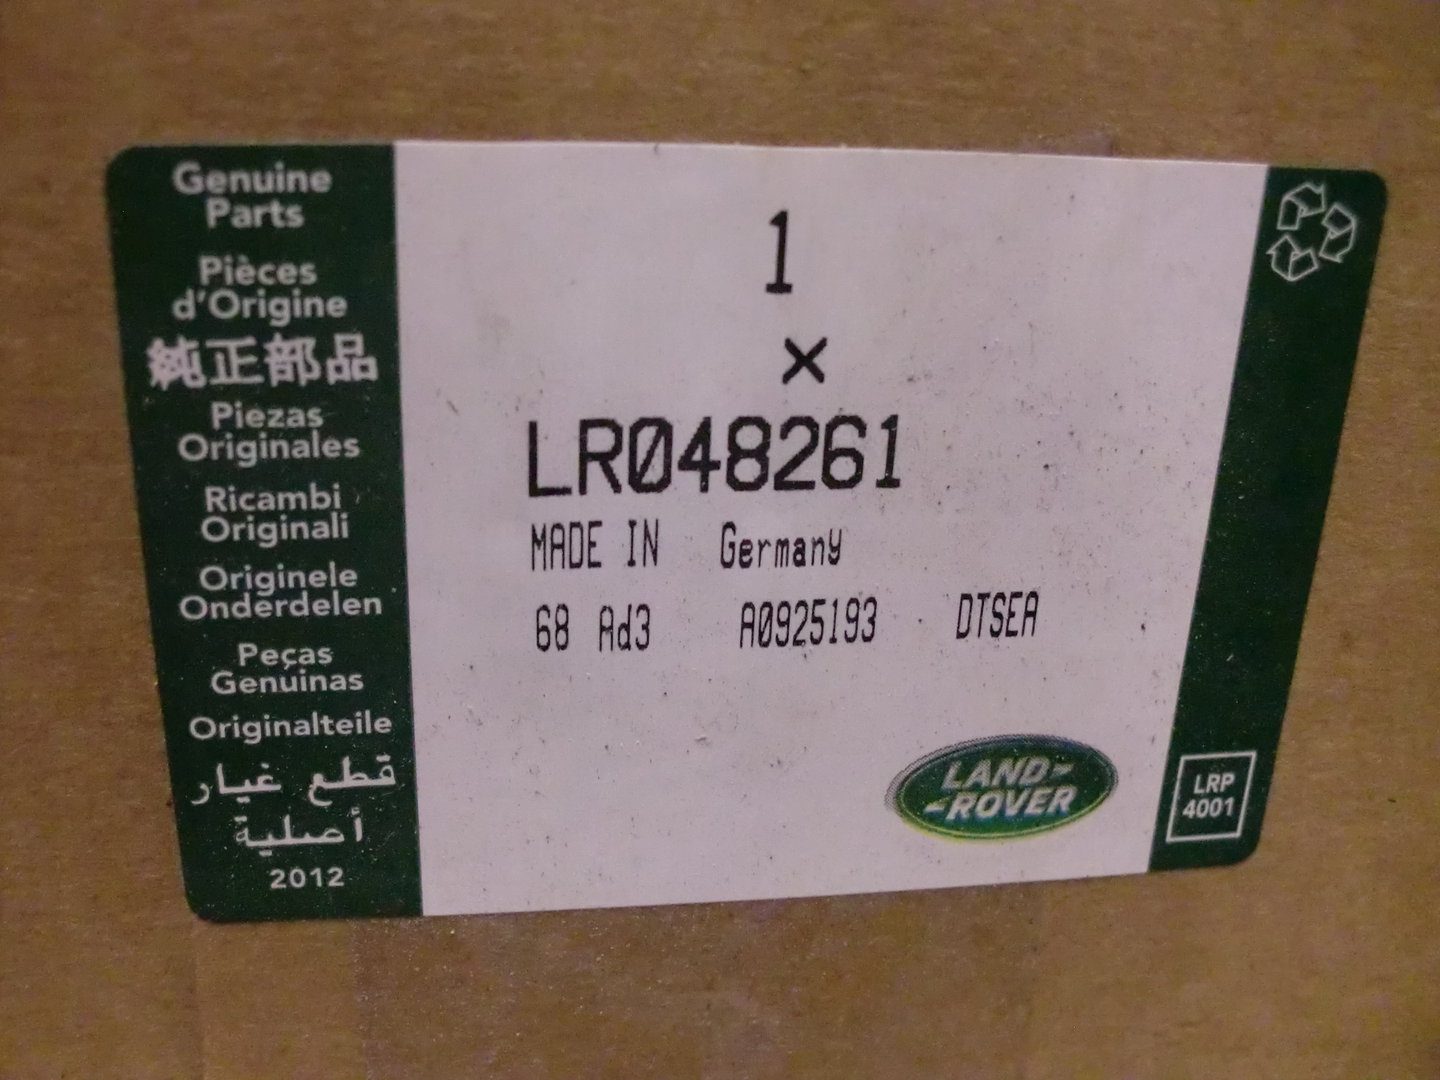 Genuine
Parts
Pièces
d'Origine
純正部品
Piezas
Originales
Ricambi
Originali
Originele
Onderdelen
Peças
Genuinas
Originalteile
قطع غيار
أصلية
2012
1
×
LR048261
MADE IN Germany
68 Ad3 A0925193 DTSEA
LAND-
-ROVER
LRP
4001